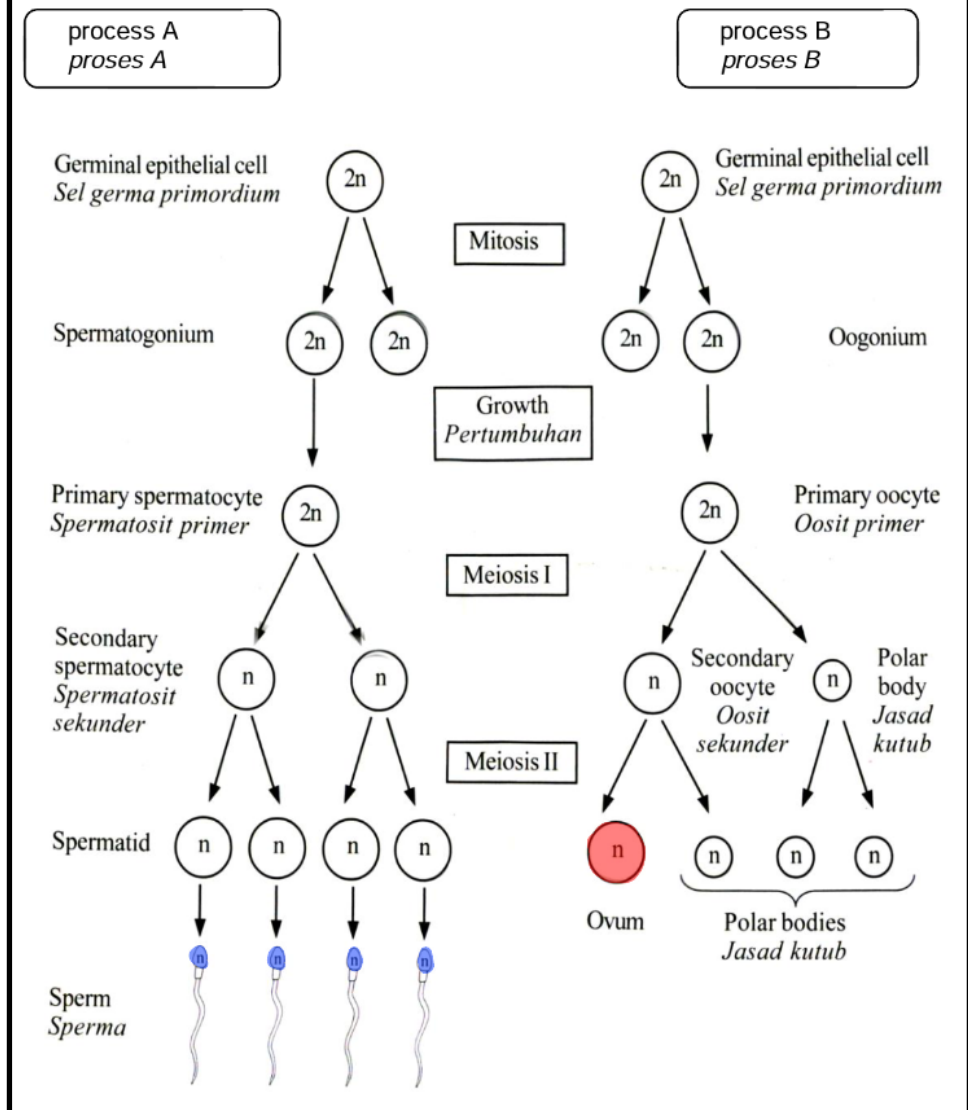 process A
proses A
process B
proses B
Germinal epithelial cell
Sel germa primordium
2n
2n
Germinal epithelial cell
Sel germa primordium
Mitosis
Spermatogonium
2n
2n
2n
2n
Oogonium
Growth
Pertumbuhan
Primary spermatocyte
Spermatosit primer
2n
2n
Primary oocyte
Oosit primer
Meiosis I
Secondary
spermatocyte
Spermatosit
sekunder
n
n
n
Secondary
oocyte
Oosit
sekunder
n
Polar
body
Jasad
kutub
Meiosis II
Spermatid
n
n
n
n
n
n
n
n
Ovum
Polar bodies
Jasad kutub
n
n
n
n
Sperm
Sperma